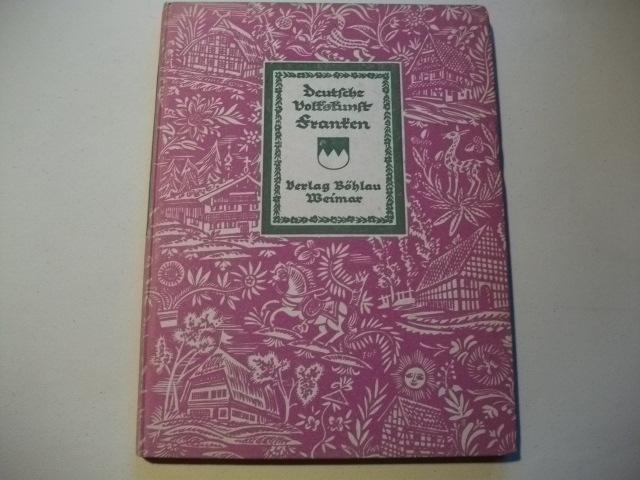 Deutsche
Volkskunst
Franken
Verlag Böhlau
Weimar